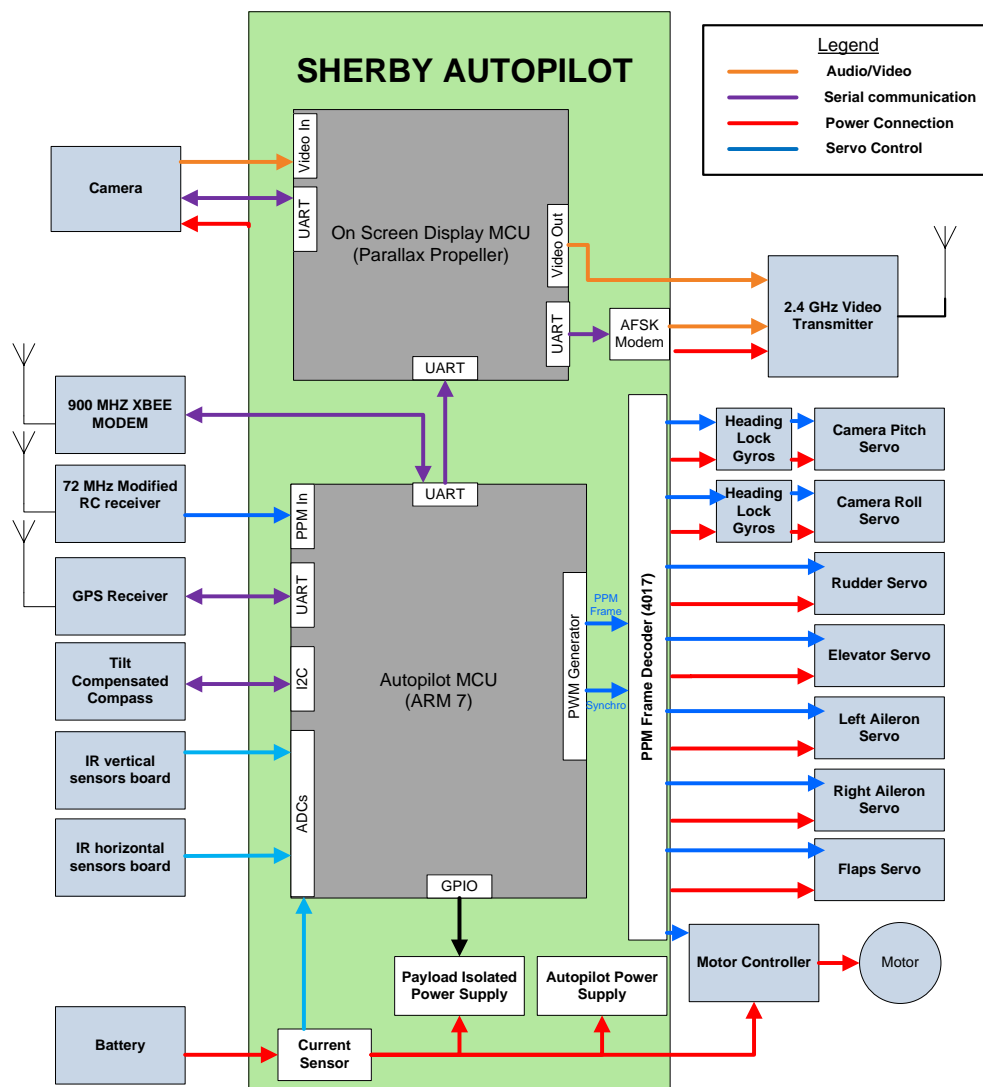 SHERBY AUTOPILOT
Legend
Audio/Video
Serial communication
Power Connection
Servo Control
Camera
Video In
UART
On Screen Display MCU
(Parallax Propeller)
Video Out
UART
UART
AFSK
Modem
2.4 GHz Video
Transmitter
900 MHZ XBEE
MODEM
72 MHz Modified
RC receiver
GPS Receiver
Tilt
Compensated
Compass
IR vertical
sensors board
IR horizontal
sensors board
Battery
UART
PPM In
UART
I2C
ADCs
Autopilot MCU
(ARM 7)
GPIO
PWM Generator
PPM
Frame
Synchro
PPM Frame Decoder (4017)
Heading
Lock
Gyros
Camera Pitch
Servo
Heading
Lock
Gyros
Camera Roll
Servo
Rudder Servo
Elevator Servo
Left Aileron
Servo
Right Aileron
Servo
Flaps Servo
Motor Controller
Motor
Payload Isolated
Power Supply
Autopilot Power
Supply
Current
Sensor